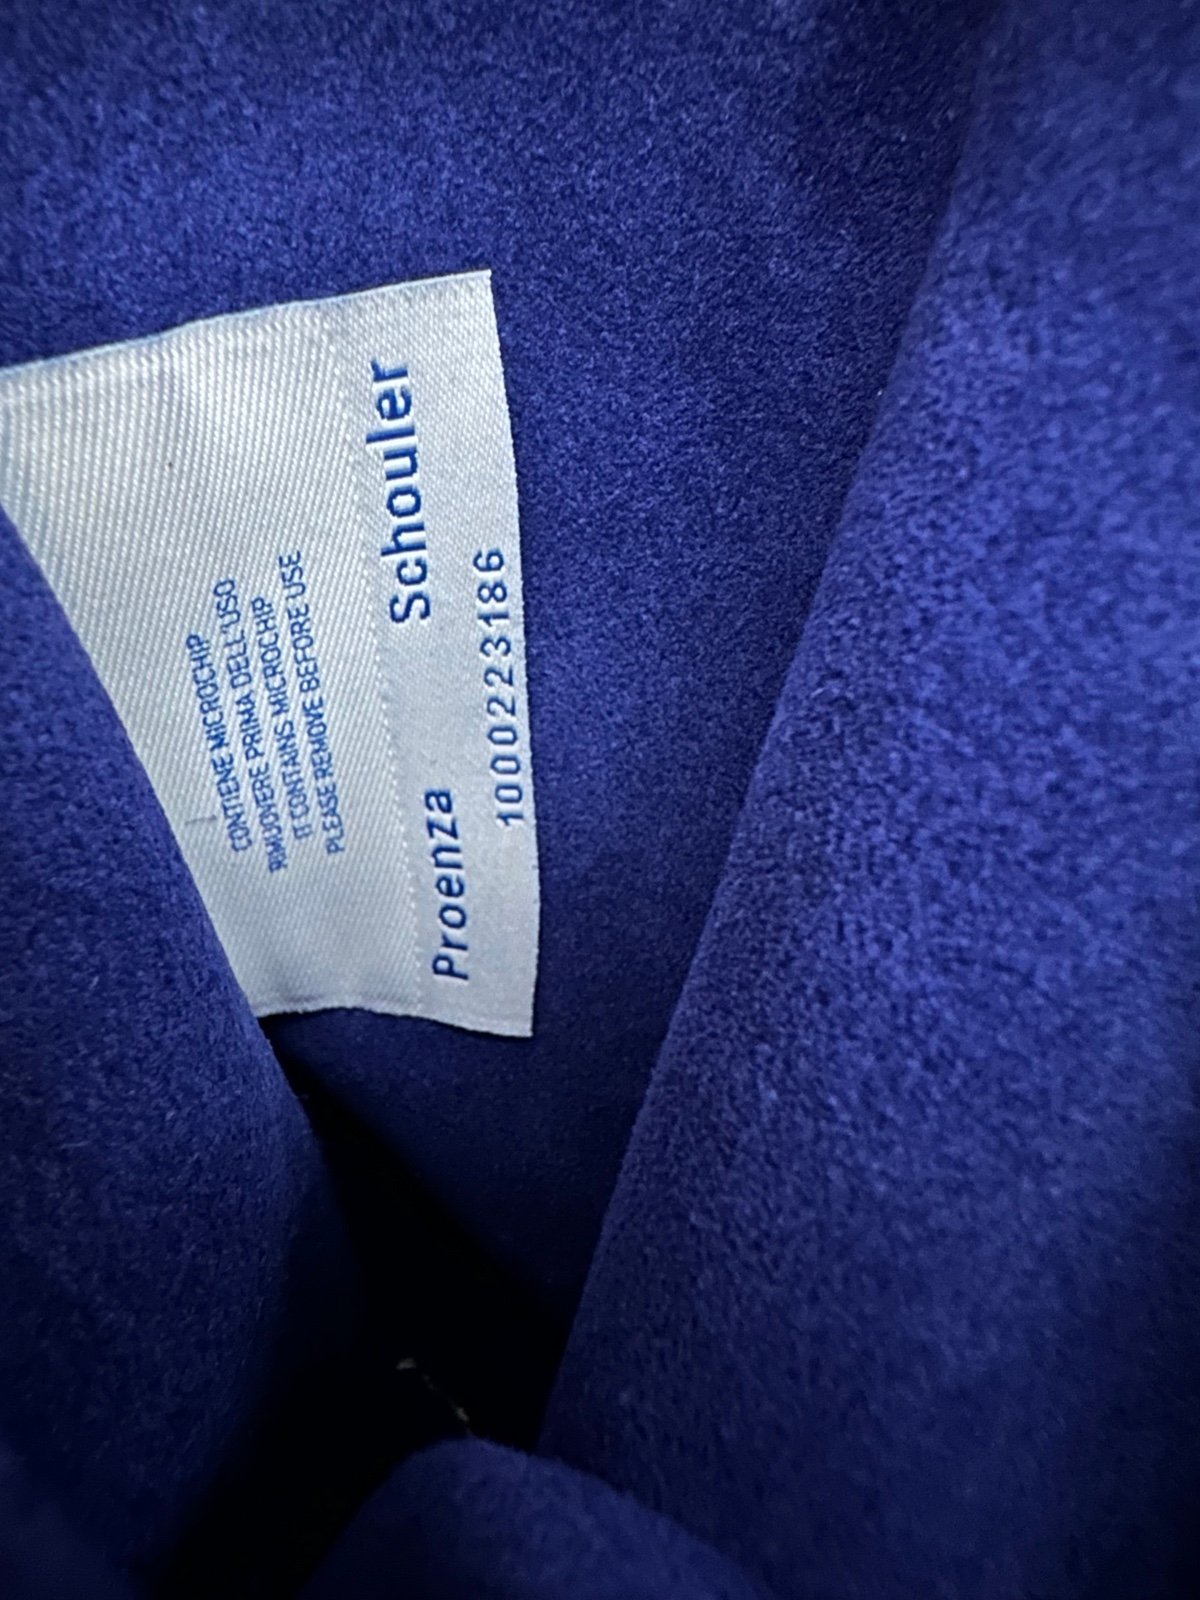 CONTIENE MICROCHIP
RIMUOVERE PRIMA DELL'USO
IT CONTAINS MICROCHIP
PLEASE REMOVE BEFORE USE
Proenza Schouler
1000223186